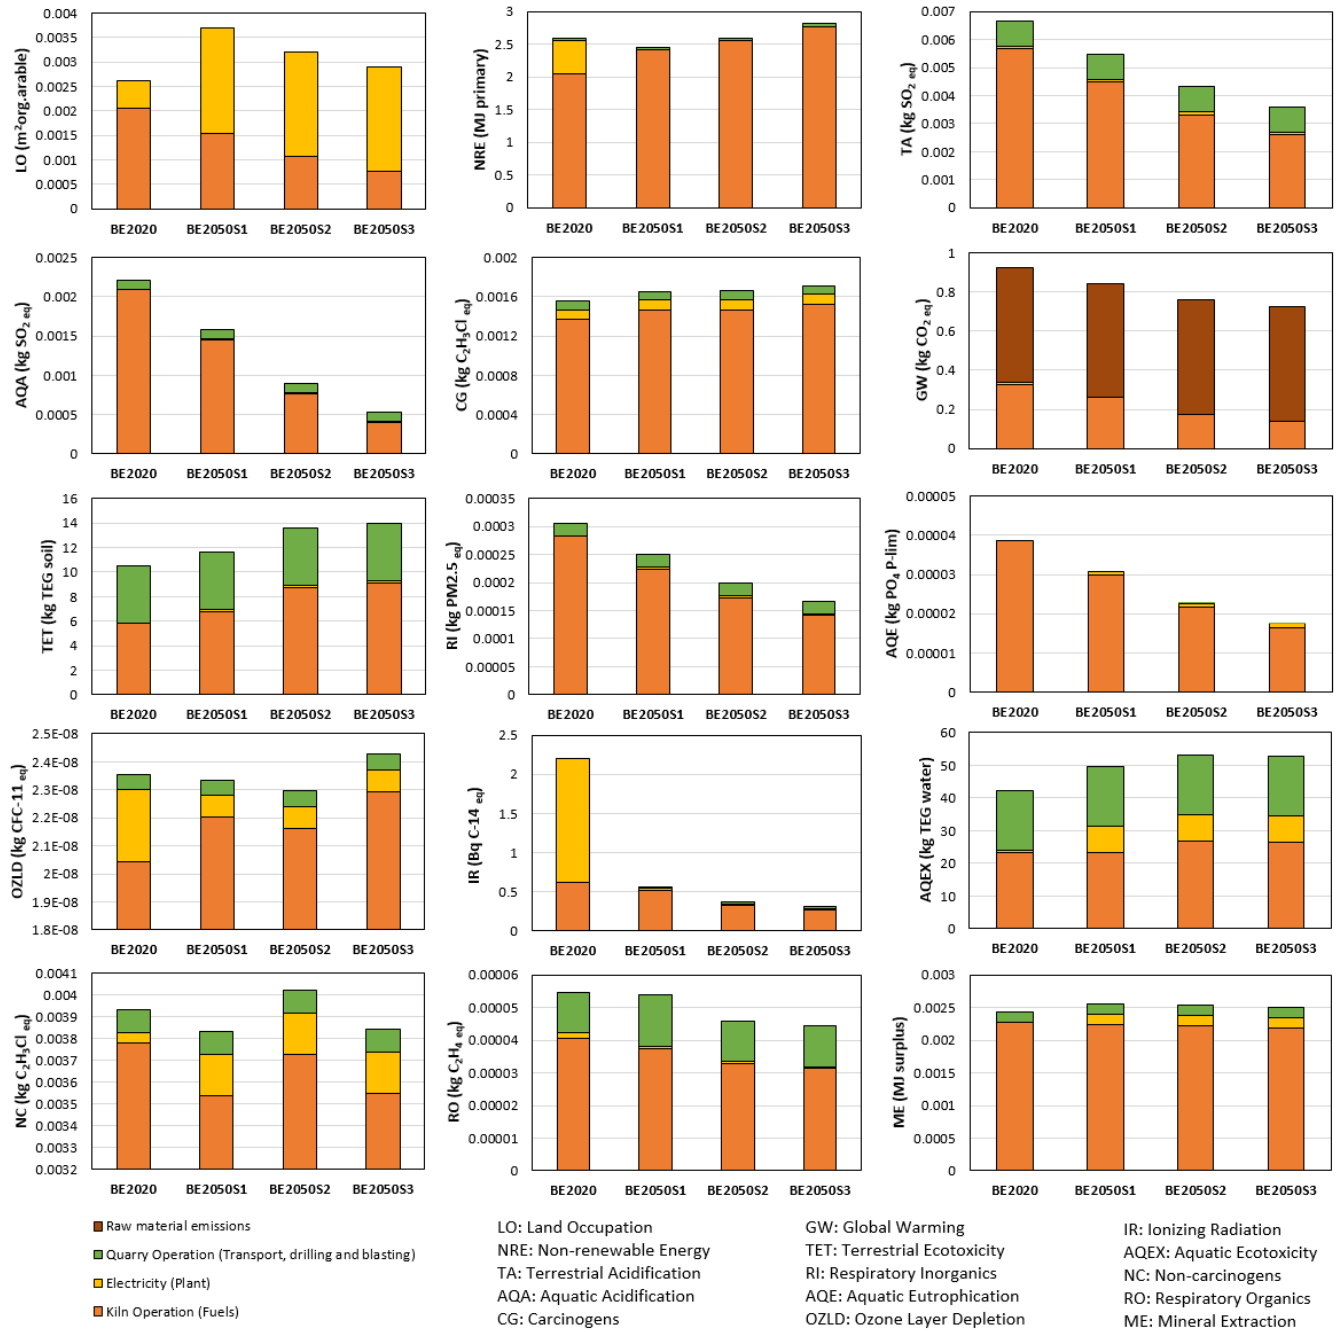 LO (m²org.arable)
0.004
0.0035
0.003
0.0025
0.002
0.0015
0.001
0.0005
0
BE2020 BE2050S1 BE2050S2 BE2050S3
NRE (MJ primary)
3
2.5
2
1.5
1
0.5
0
BE2020 BE2050S1 BE2050S2 BE2050S3
TA (kg SO₂ eq)
0.007
0.006
0.005
0.004
0.003
0.002
0.001
0
BE2020 BE2050S1 BE2050S2 BE2050S3
AQA (kg SO₂ eq)
0.0025
0.002
0.0015
0.001
0.0005
0
BE2020 BE2050S1 BE2050S2 BE2050S3
CG (kg C₂H₃Cl eq)
0.002
0.0016
0.0012
0.0008
0.0004
0
BE2020 BE2050S1 BE2050S2 BE2050S3
GW (kg CO₂ eq)
1
0.8
0.6
0.4
0.2
0
BE2020 BE2050S1 BE2050S2 BE2050S3
TET (kg TEG soil)
16
14
12
10
8
6
4
2
0
BE2020 BE2050S1 BE2050S2 BE2050S3
RI (kg PM2.5 eq)
0.00035
0.0003
0.00025
0.0002
0.00015
0.0001
0.00005
0
BE2020 BE2050S1 BE2050S2 BE2050S3
AQE (kg PO₄ P-lim)
0.00005
0.00004
0.00003
0.00002
0.00001
0
BE2020 BE2050S1 BE2050S2 BE2050S3
OZLD (kg CFC-11 eq)
2.5E-08
2.4E-08
2.3E-08
2.2E-08
2.1E-08
2E-08
1.9E-08
1.8E-08
BE2020 BE2050S1 BE2050S2 BE2050S3
IR (Bq C-14 eq)
2.5
2
1.5
1
0.5
0
BE2020 BE2050S1 BE2050S2 BE2050S3
AQEX (kg TEG water)
60
50
40
30
20
10
0
BE2020 BE2050S1 BE2050S2 BE2050S3
NC (kg C₂H₃Cl eq)
0.0041
0.004
0.0039
0.0038
0.0037
0.0036
0.0035
0.0034
0.0033
0.0032
BE2020 BE2050S1 BE2050S2 BE2050S3
RO (kg C₂H₄ eq)
0.00006
0.00005
0.00004
0.00003
0.00002
0.00001
0
BE2020 BE2050S1 BE2050S2 BE2050S3
ME (MJ surplus)
0.003
0.0025
0.002
0.0015
0.001
0.0005
0
BE2020 BE2050S1 BE2050S2 BE2050S3
Raw material emissions
Quarry Operation (Transport, drilling and blasting)
Electricity (Plant)
Kiln Operation (Fuels)
LO: Land Occupation
NRE: Non-renewable Energy
TA: Terrestrial Acidification
AQA: Aquatic Acidification
CG: Carcinogens
GW: Global Warming
TET: Terrestrial Ecotoxicity
RI: Respiratory Inorganics
AQE: Aquatic Eutrophication
OZLD: Ozone Layer Depletion
IR: Ionizing Radiation
AQEX: Aquatic Ecotoxicity
NC: Non-carcinogens
RO: Respiratory Organics
ME: Mineral Extraction